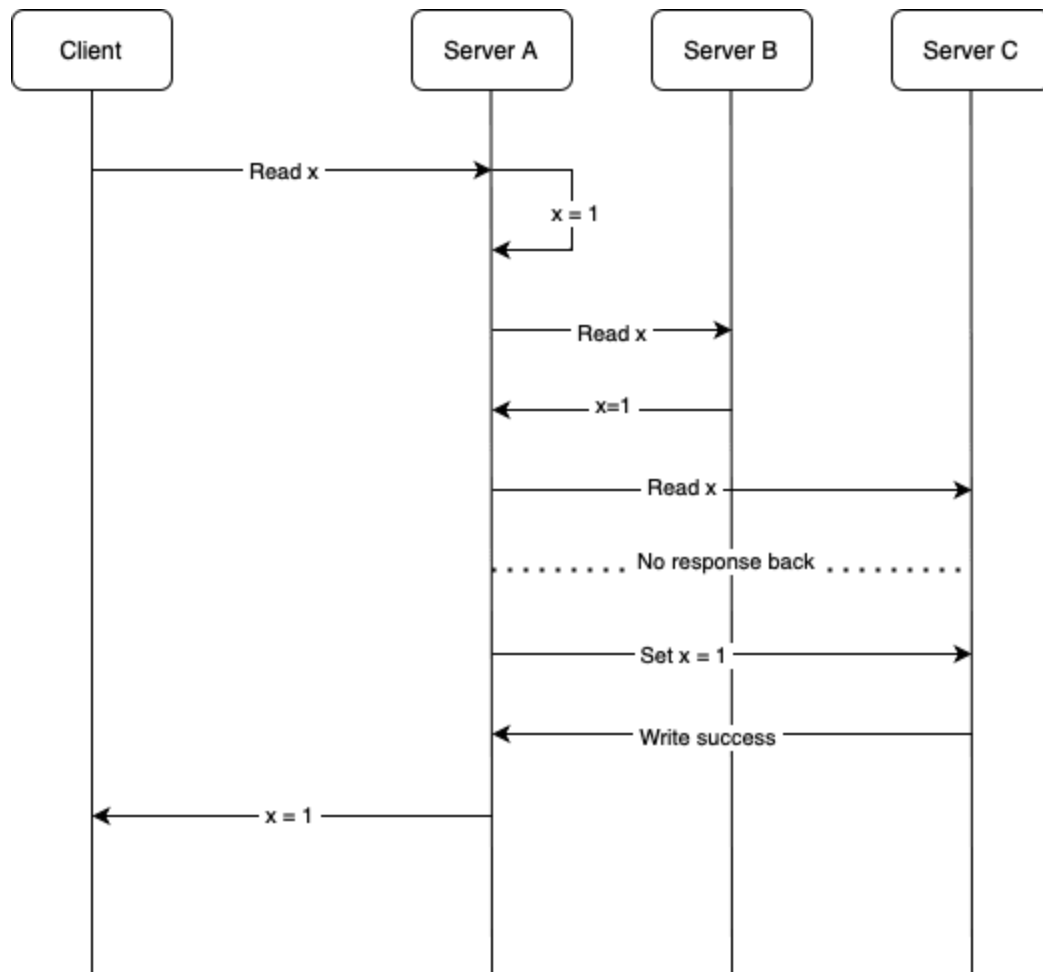 Client
Server A
Server B
Server C
Read x
x = 1
Read x
x=1
Read x
No response back
Set x = 1
Write success
x = 1